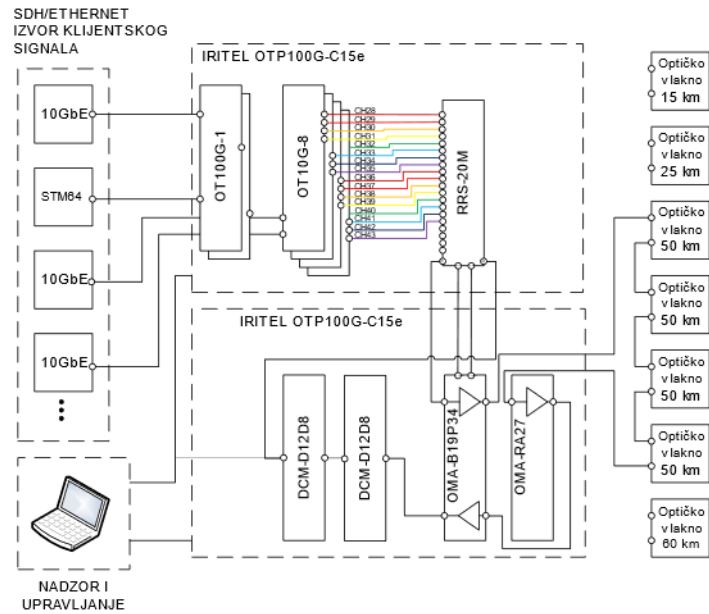 SDH/ETHERNET
IZVOR KLIJENTSKOG
SIGNALA
10GbE
STM64
10GbE
10GbE
NADZOR I
UPRAVLJANJE
IRITEL OTP100G-C15e
OT100G-1
OT10G-8
CH28
CH29
CH30
CH31
CH32
CH33
CH34
CH35
CH36
CH37
CH38
CH39
CH40
CH41
CH42
CH43
RRS-20M
IRITEL OTP100G-C15e
DCM-D12D8
DCM-D12D8
OMA-B19P34
OMA-RA27
Optičko
vlakno
15 km
Optičko
vlakno
25 km
Optičko
vlakno
50 km
Optičko
vlakno
50 km
Optičko
vlakno
50 km
Optičko
vlakno
50 km
Optičko
vlakno
60 km